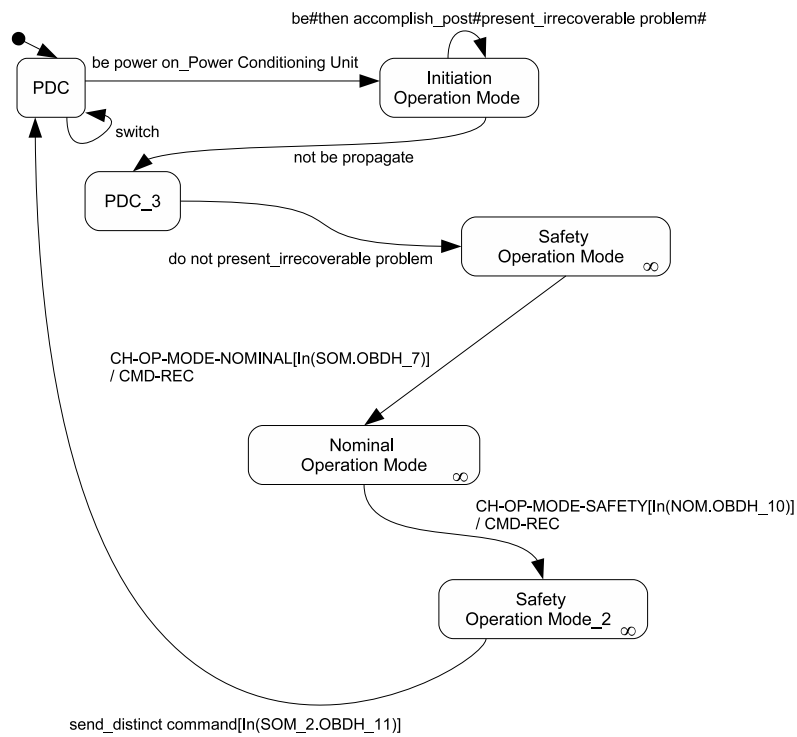 be#then accomplish_post#present_irrecoverable problem#
be power on_Power Conditioning Unit
PDC
Initiation
Operation Mode
switch
not be propagate
PDC_3
Safety
Operation Mode
∞
do not present_irrecoverable problem
CH-OP-MODE-NOMINAL[In(SOM.OBDH_7)]
/ CMD-REC
Nominal
Operation Mode
∞
CH-OP-MODE-SAFETY[In(NOM.OBDH_10)]
/ CMD-REC
Safety
Operation Mode_2
∞
send_distinct command[In(SOM_2.OBDH_11)]